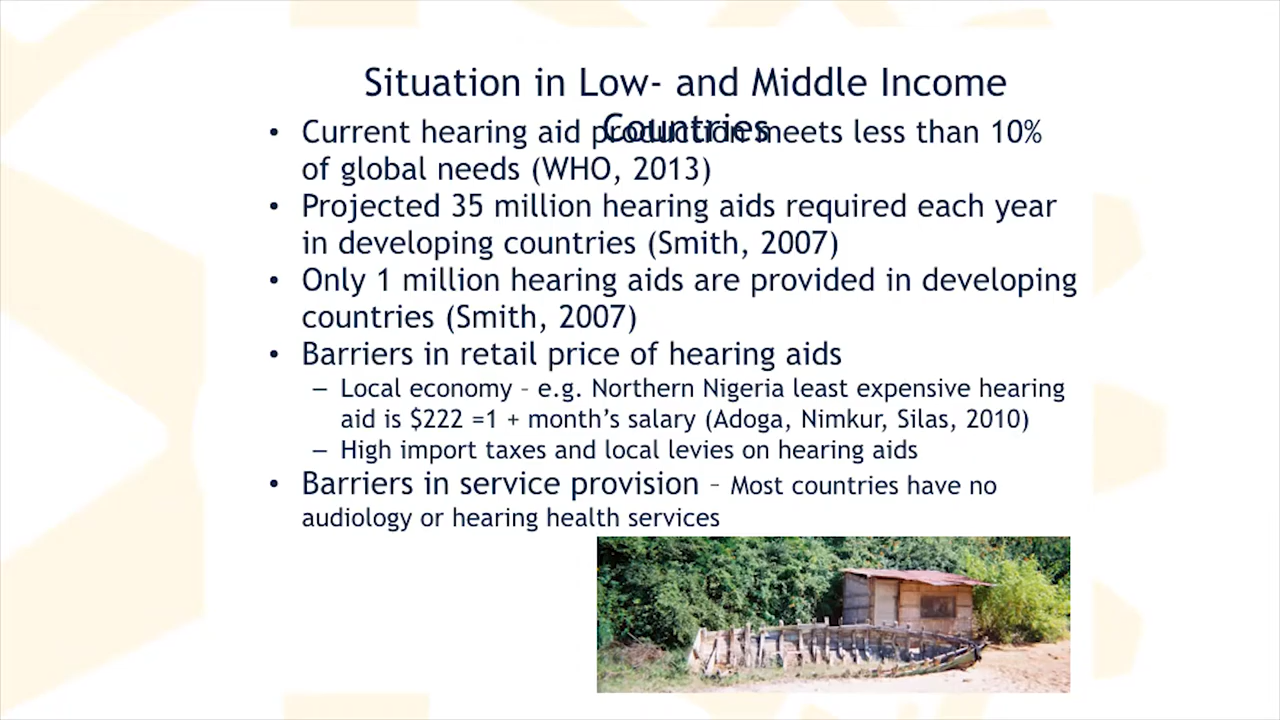 Situation in Low- and Middle Income
Countries
• Current hearing aid production meets less than 10%
of global needs (WHO, 2013)
• Projected 35 million hearing aids required each year
in developing countries (Smith, 2007)
• Only 1 million hearing aids are provided in developing
countries (Smith, 2007)
• Barriers in retail price of hearing aids
– Local economy – e.g. Northern Nigeria least expensive hearing
aid is $222 =1 + month’s salary (Adoga, Nimkur, Silas, 2010)
– High import taxes and local levies on hearing aids
• Barriers in service provision – Most countries have no
audiology or hearing health services